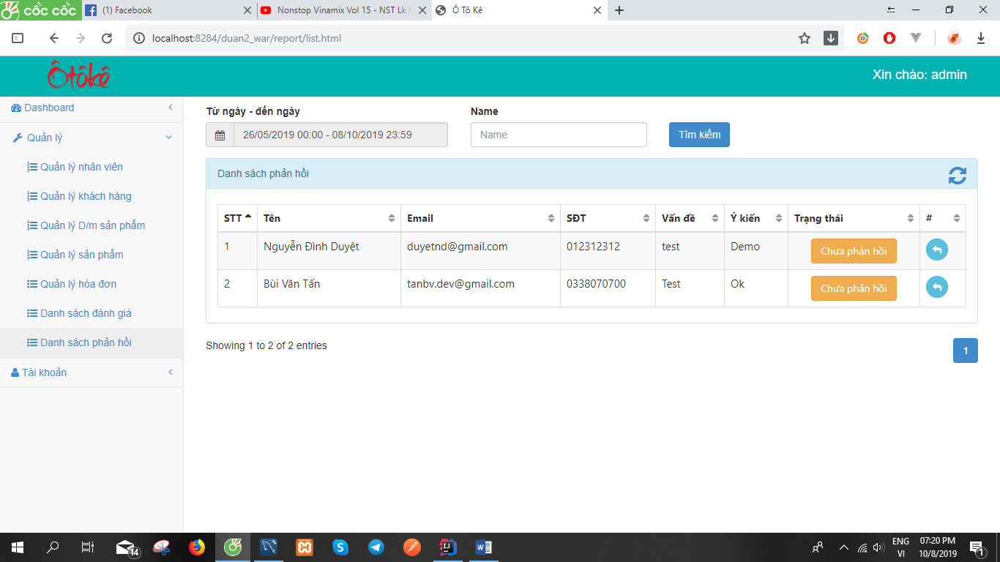 cốc cốc
(1) Facebook
Nonstop Vinamix Vol 15 - NST Lk
Ô Tô Kê
localhost:8284/duan2_war/report/list.html
Ôtôkê
Xin chào: admin
Dashboard
Quản lý
Quản lý nhân viên
Quản lý khách hàng
Quản lý D/m sản phẩm
Quản lý sản phẩm
Quản lý hóa đơn
Danh sách đánh giá
Danh sách phản hồi
Tài khoản
Từ ngày - đến ngày
Name
26/05/2019 00:00 - 08/10/2019 23:59
Name
Tìm kiếm
Danh sách phản hồi
STT Tên Email SĐT Vấn đề Ý kiến Trạng thái #
1 Nguyễn Đình Duyệt duyetnd@gmail.com 012312312 test Demo Chưa phản hồi
2 Bùi Văn Tấn tanbv.dev@gmail.com 0338070700 Test Ok Chưa phản hồi
Showing 1 to 2 of 2 entries
1
14
ENG
VI
07:20 PM
10/8/2019
1